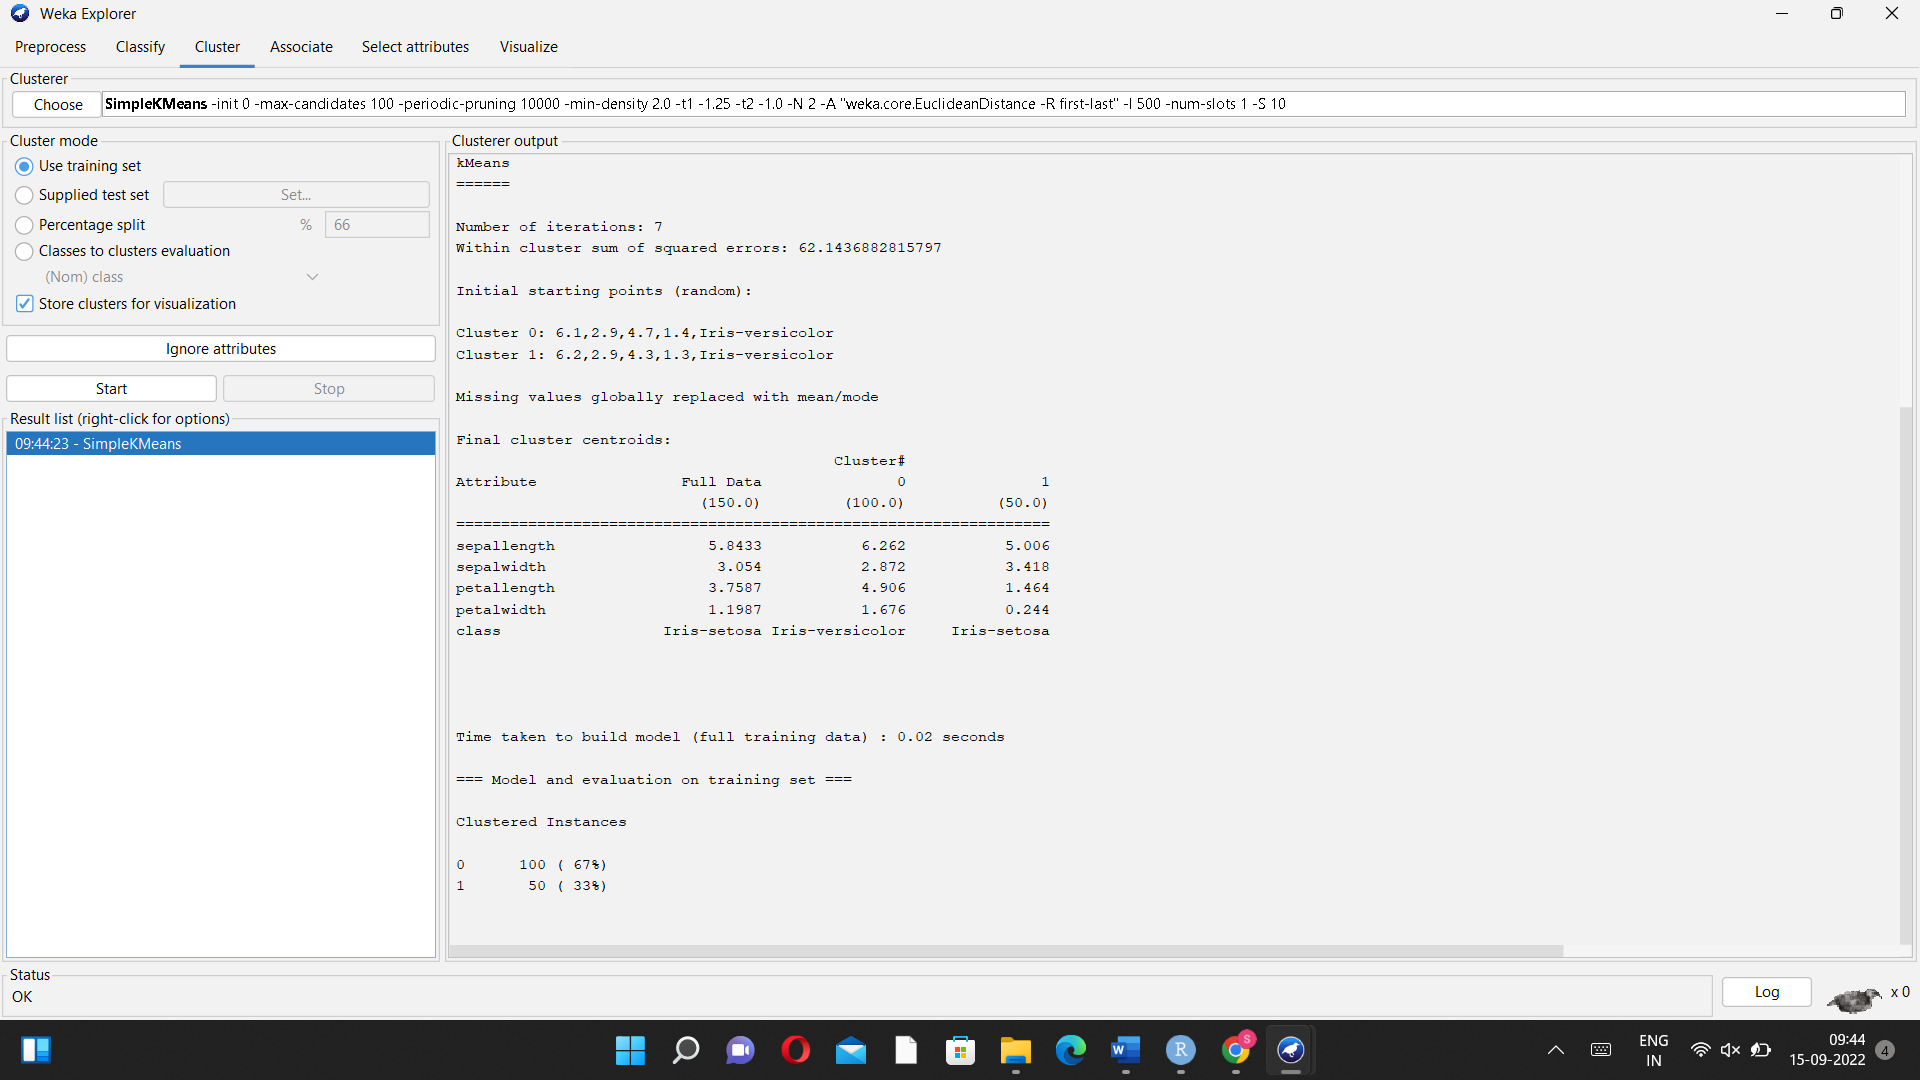 Weka Explorer
Preprocess Classify Cluster Associate Select attributes Visualize
Clusterer
Choose SimpleKMeans -init 0 -max-candidates 100 -periodic-pruning 10000 -min-density 2.0 -t1 -1.25 -t2 -1.0 -N 2 -A "weka.core.EuclideanDistance -R first-last" -I 500 -num-slots 1 -S 10
Cluster mode
Use training set
Supplied test set Set...
Percentage split % 66
Classes to clusters evaluation
(Nom) class
Store clusters for visualization
Ignore attributes
Start Stop
Result list (right-click for options)
09:44:23 - SimpleKMeans
Clusterer output
kMeans
======
Number of iterations: 7
Within cluster sum of squared errors: 62.1436882815797
Initial starting points (random):
Cluster 0: 6.1,2.9,4.7,1.4,Iris-versicolor
Cluster 1: 6.2,2.9,4.3,1.3,Iris-versicolor
Missing values globally replaced with mean/mode
Final cluster centroids:
Cluster#
Attribute Full Data 0 1
(150.0) (100.0) (50.0)
==================================================================
sepallength 5.8433 6.262 5.006
sepalwidth 3.054 2.872 3.418
petallength 3.7587 4.906 1.464
petalwidth 1.1987 1.676 0.244
class Iris-setosa Iris-versicolor Iris-setosa
Time taken to build model (full training data) : 0.02 seconds
=== Model and evaluation on training set ===
Clustered Instances
0 100 ( 67%)
1 50 ( 33%)
Status
OK
Log x 0
W R S
ENG
IN
09:44
15-09-2022
4